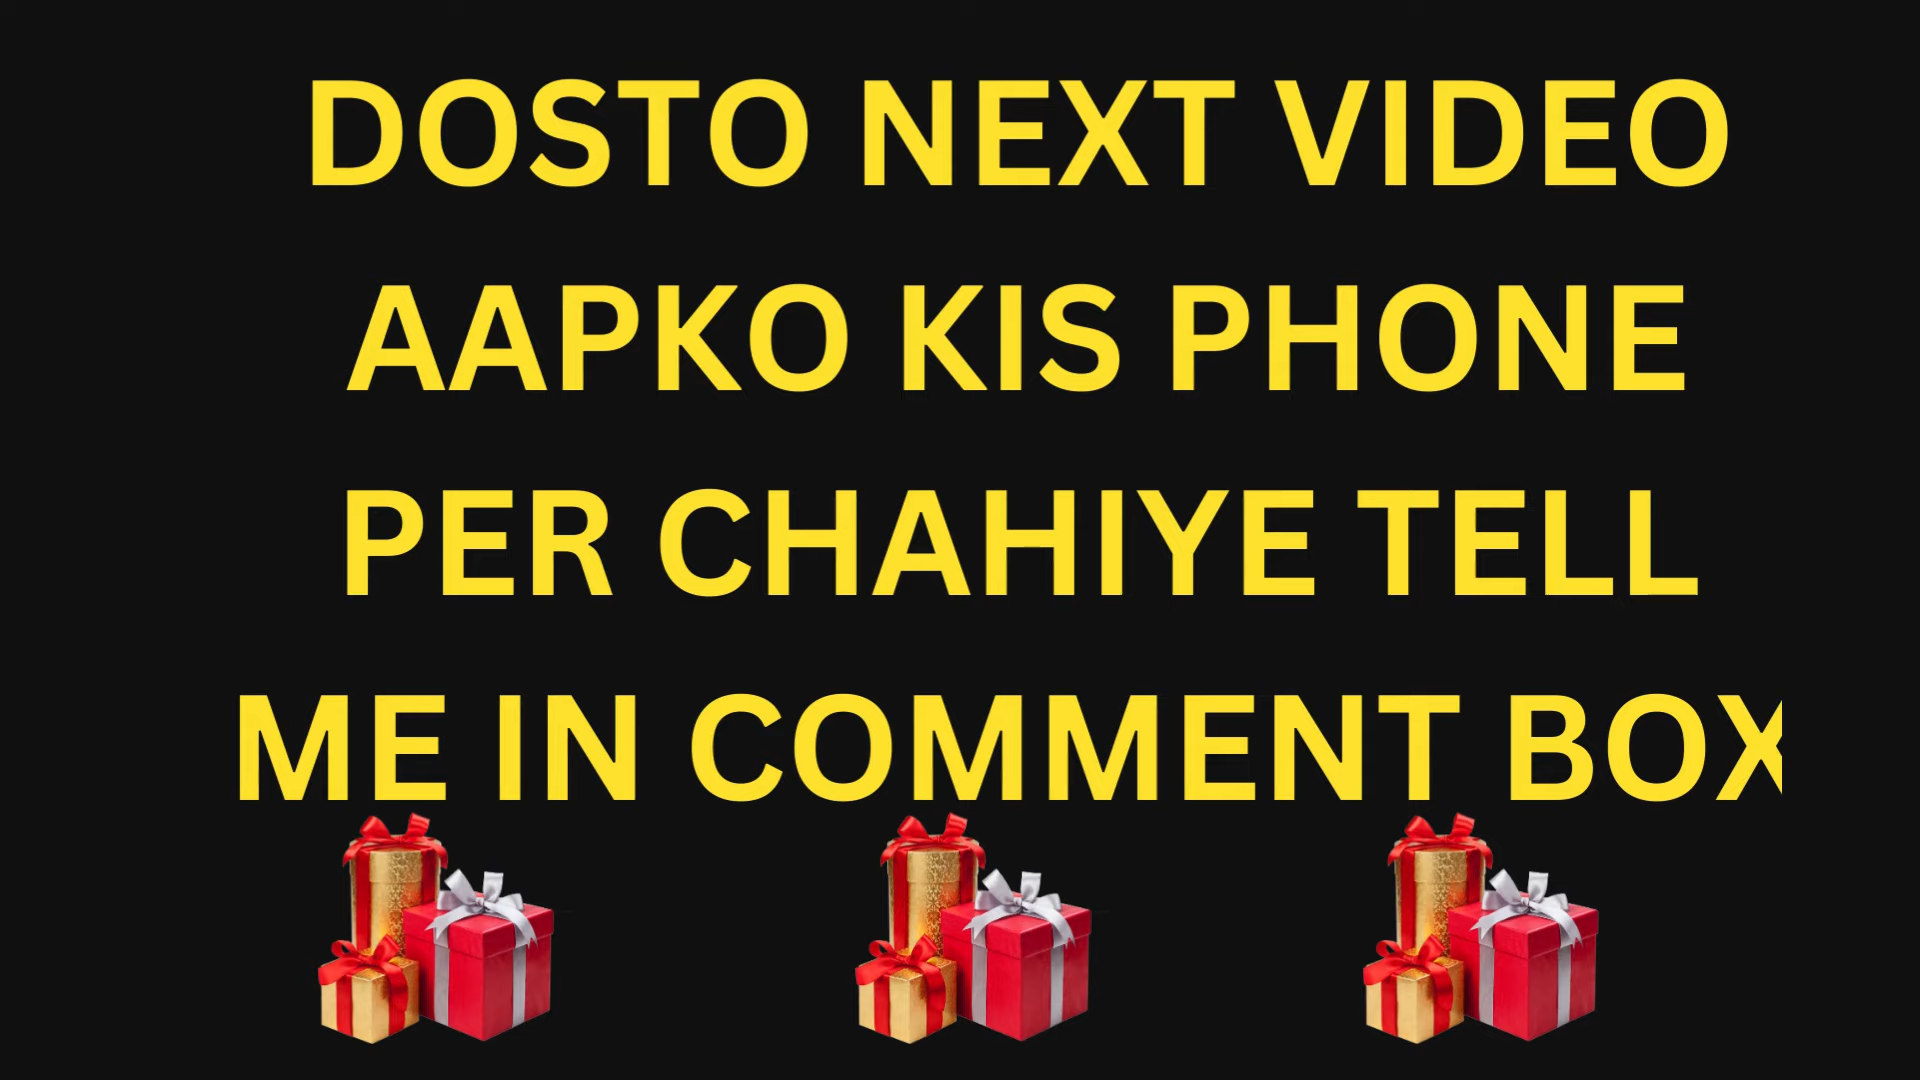 DOSTO NEXT VIDEO
AAPKO KIS PHONE
PER CHAHIYE TELL
ME IN COMMENT BOX